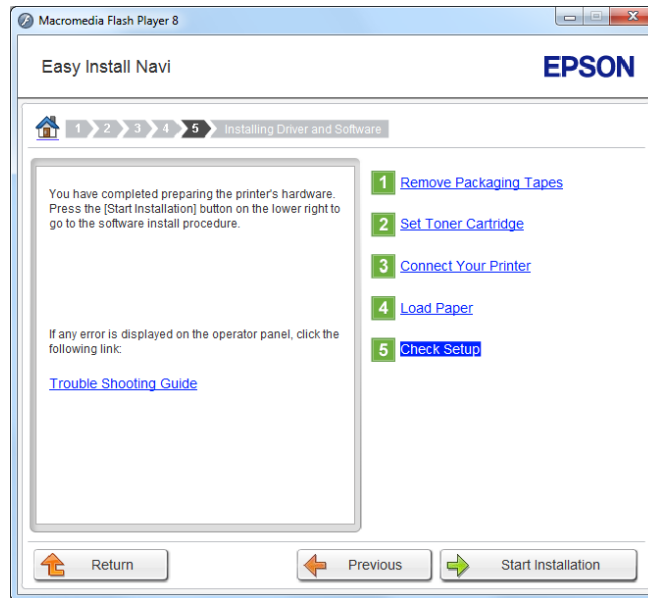 Macromedia Flash Player 8
Easy Install Navi
EPSON
1 2 3 4 5 Installing Driver and Software
You have completed preparing the printer's hardware.
Press the [Start Installation] button on the lower right to
go to the software install procedure.
If any error is displayed on the operator panel, click the
following link:
Trouble Shooting Guide
1 Remove Packaging Tapes
2 Set Toner Cartridge
3 Connect Your Printer
4 Load Paper
5 Check Setup
Return
Previous
Start Installation